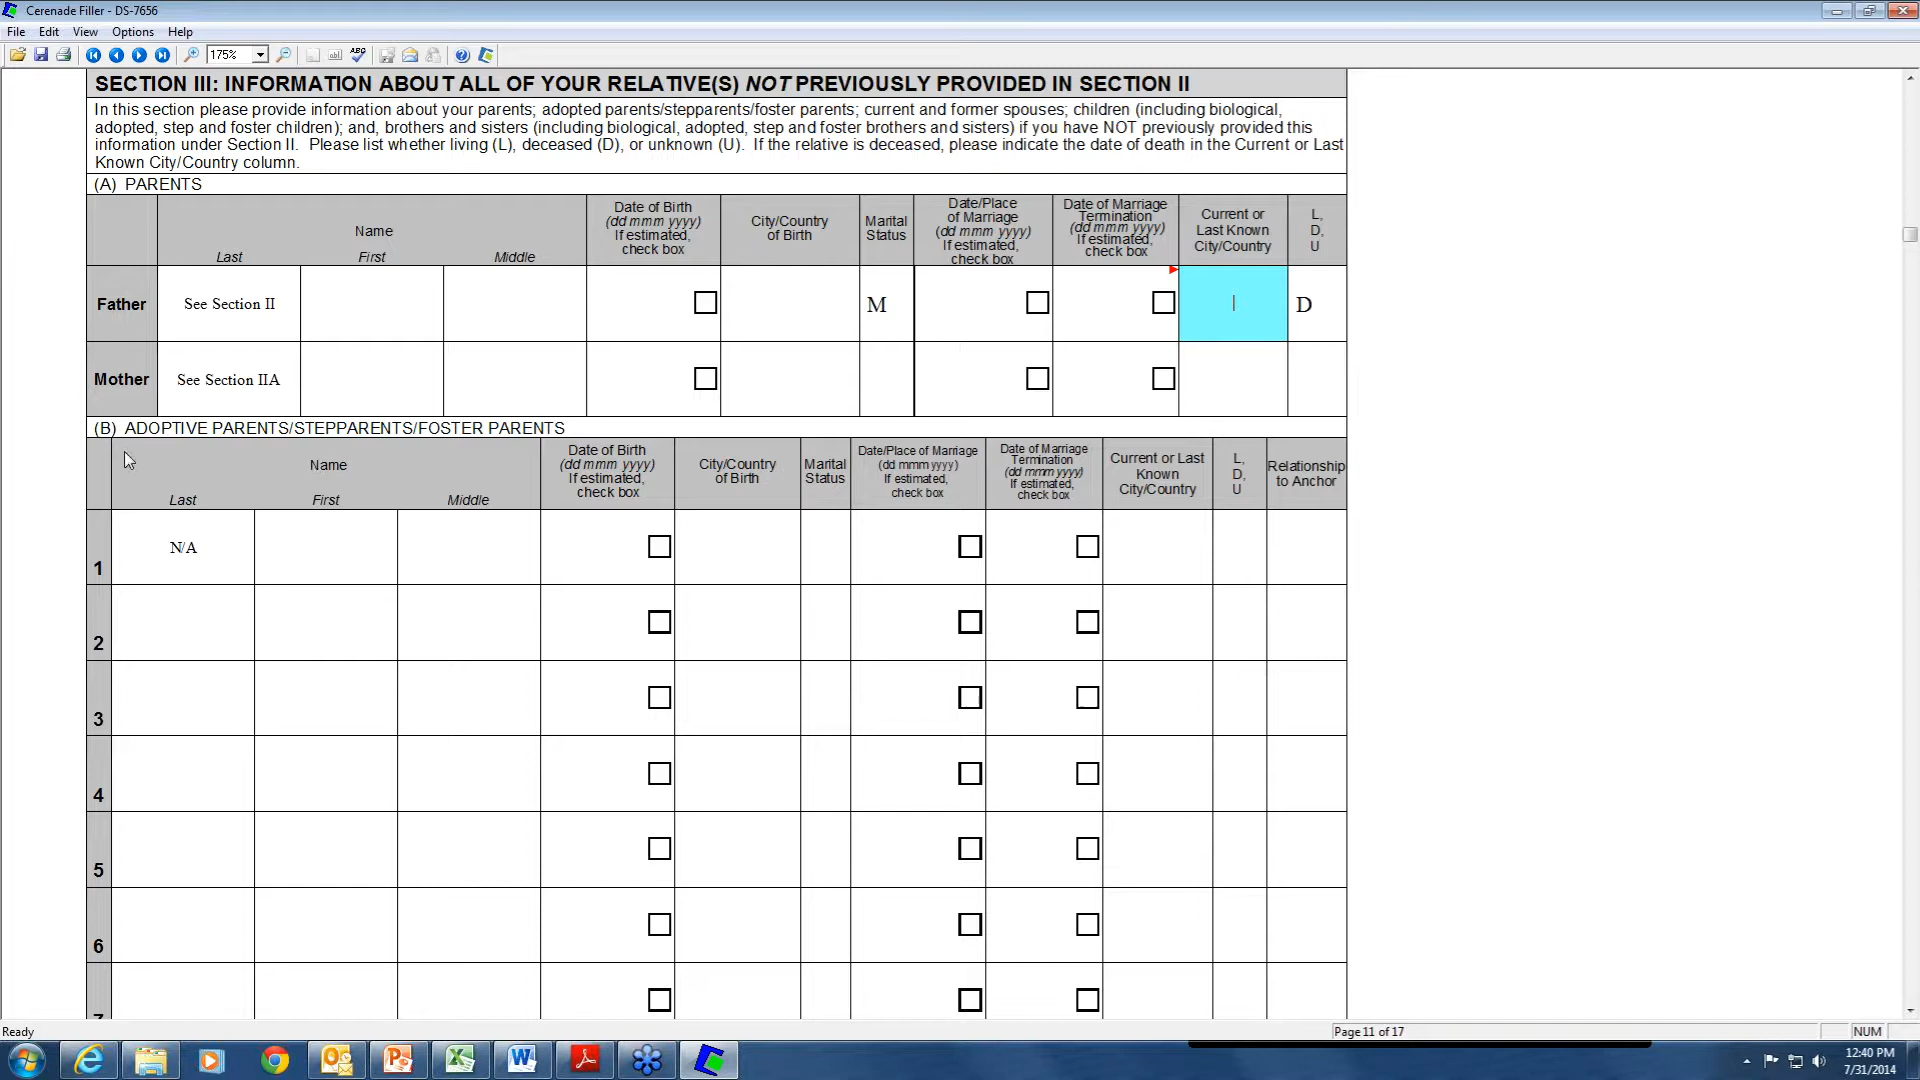 Cerenade Filler - DS-7656
File Edit View Options Help
175%
ABC
SECTION III: INFORMATION ABOUT ALL OF YOUR RELATIVE(S) NOT PREVIOUSLY PROVIDED IN SECTION II
In this section please provide information about your parents; adopted parents/stepparents/foster parents; current and former spouses; children (including biological,
adopted, step and foster children); and, brothers and sisters (including biological, adopted, step and foster brothers and sisters) if you have NOT previously provided this
information under Section II. Please list whether living (L), deceased (D), or unknown (U). If the relative is deceased, please indicate the date of death in the Current or Last
Known City/Country column.
(A) PARENTS
Name
Last First Middle
Date of Birth
(dd mmm yyyy)
If estimated,
check box
City/Country
of Birth
Marital
Status
Date/Place
of Marriage
(dd mmm yyyy)
If estimated,
check box
Date of Marriage
Termination
(dd mmm yyyy)
If estimated,
check box
Current or
Last Known
City/Country
L,
D,
U
Father See Section II M D
Mother See Section IIA
(B) ADOPTIVE PARENTS/STEPPARENTS/FOSTER PARENTS
Name
Last First Middle
Date of Birth
(dd mmm yyyy)
If estimated,
check box
City/Country
of Birth
Marital
Status
Date/Place of Marriage
(dd mmm yyyy)
If estimated,
check box
Date of Marriage
Termination
(dd mmm yyyy)
If estimated,
check box
Current or Last
Known
City/Country
L,
D,
U
Relationship
to Anchor
1 N/A
2
3
4
5
6
Ready Page 11 of 17 NUM
12:40 PM
7/31/2014